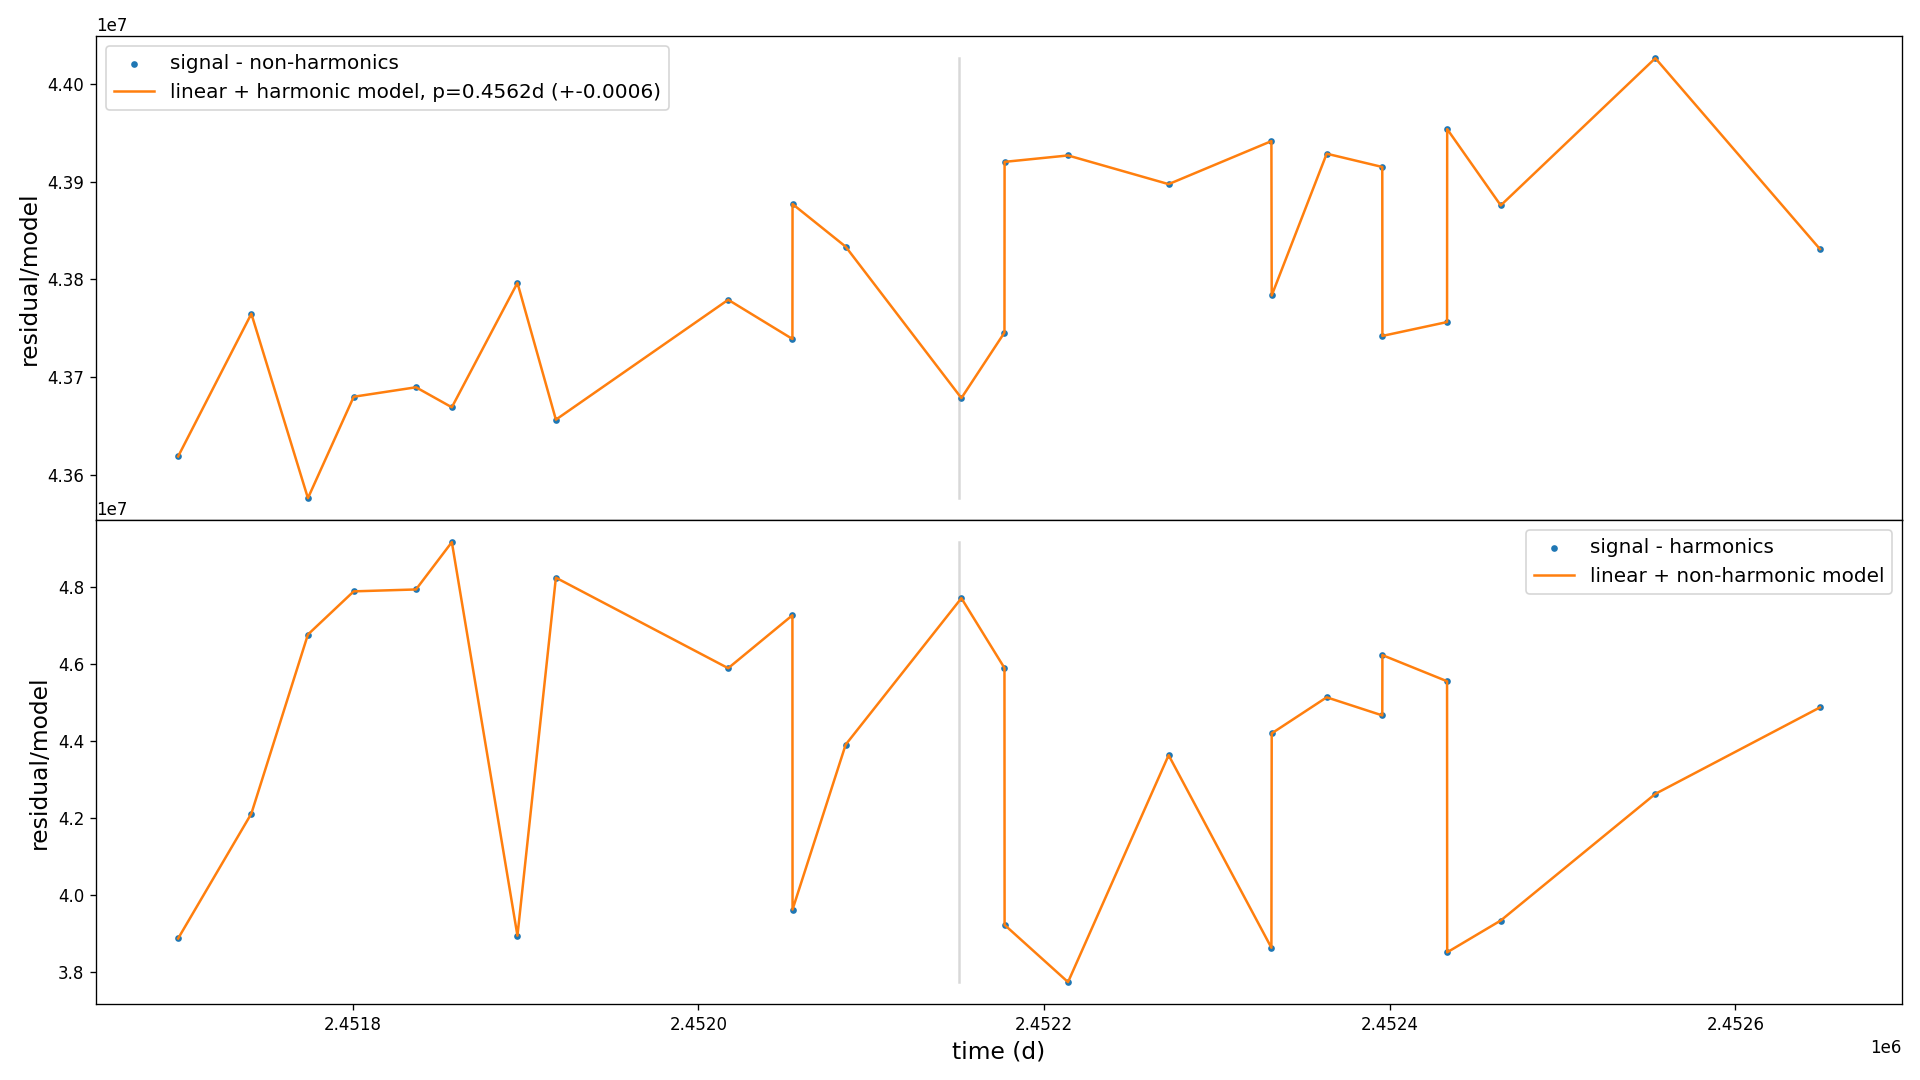 1e7
signal - non-harmonics
linear + harmonic model, p=0.4562d (+-0.0006)
4.40
4.39
4.38
4.37
4.36
residual/model
1e7
signal - harmonics
linear + non-harmonic model
4.8
4.6
4.4
4.2
4.0
3.8
residual/model
2.4518
2.4520
2.4522
2.4524
2.4526
time (d)
1e6